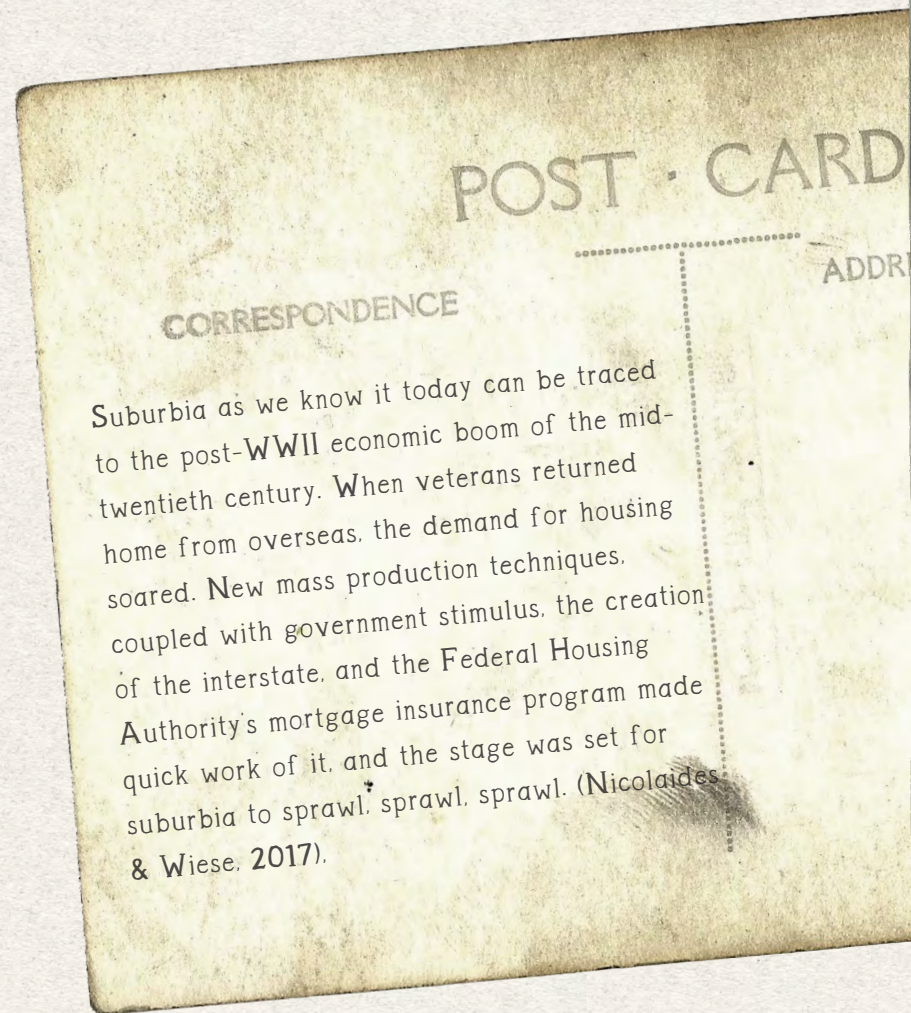 POST · CARD
CORRESPONDENCE
ADDR
Suburbia as we know it today can be traced
to the post-WWII economic boom of the mid-
twentieth century. When veterans returned
home from overseas, the demand for housing
soared. New mass production techniques,
coupled with government stimulus, the creation
of the interstate, and the Federal Housing
Authority's mortgage insurance program made
quick work of it, and the stage was set for
suburbia to sprawl, sprawl, sprawl. (Nicolaides
& Wiese, 2017).